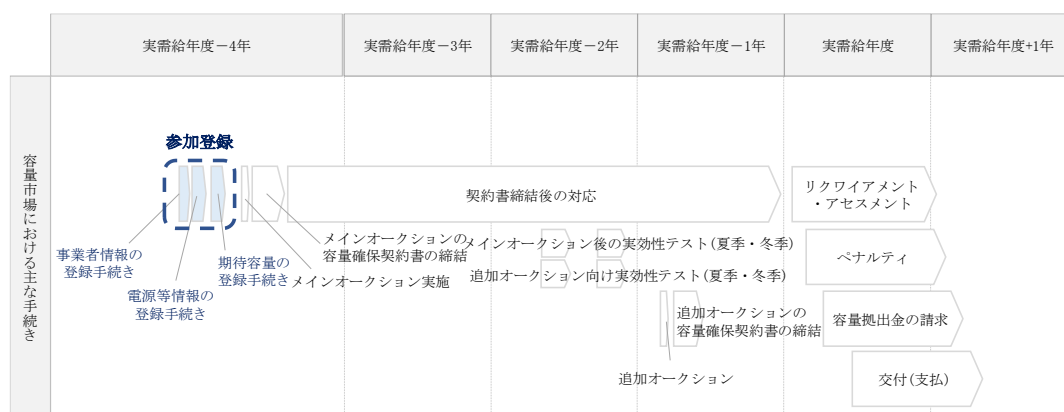 実需給年度－4年
実需給年度－3年
実需給年度－2年
実需給年度－1年
実需給年度
実需給年度+1年
容量市場における主な手続き
参加登録
事業者情報の
登録手続き
電源等情報の
登録手続き
期待容量の
登録手続き
メインオークション実施
メインオークションの
容量確保契約書の締結
契約書締結後の対応
メインオークション後の実効性テスト(夏季・冬季)
追加オークション向け実効性テスト(夏季・冬季)
追加オークション
追加オークションの
容量確保契約書の締結
リクワイアメント
・アセスメント
ペナルティ
容量拠出金の請求
交付(支払)